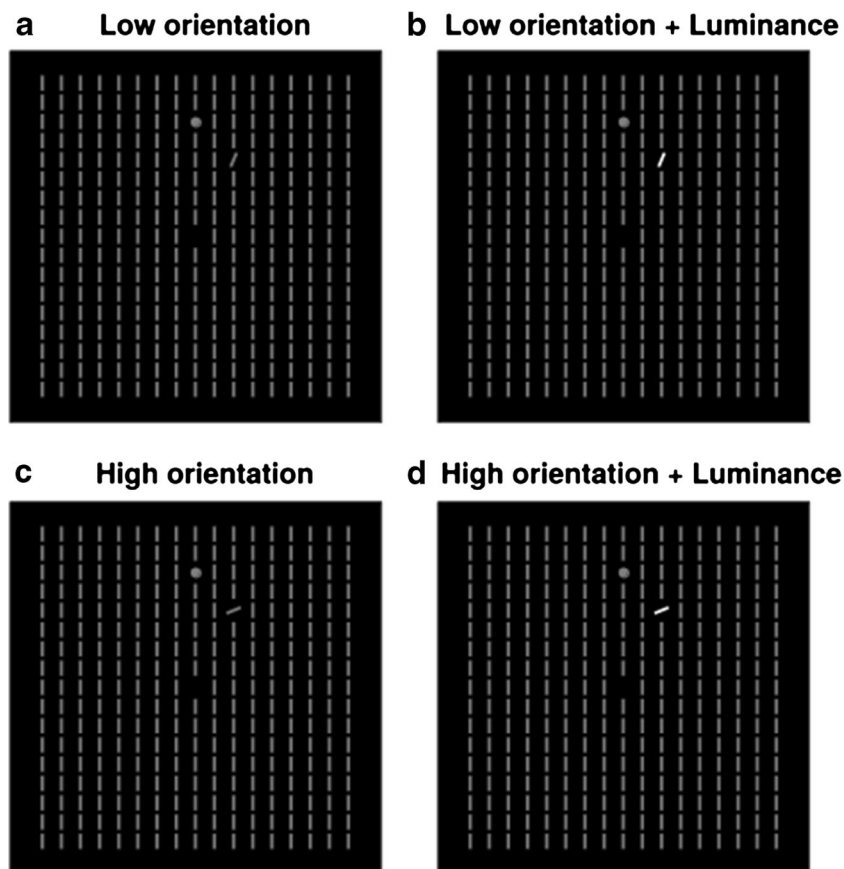 a Low orientation
b Low orientation + Luminance
c High orientation
d High orientation + Luminance